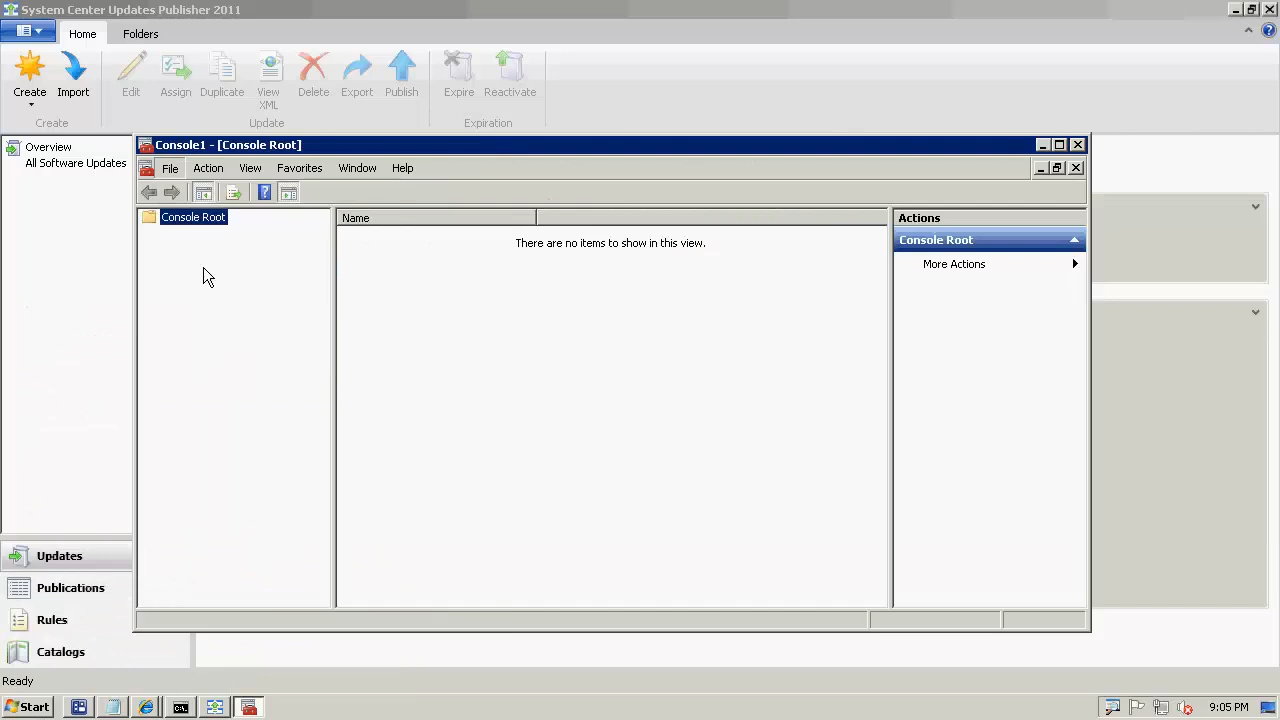 System Center Updates Publisher 2011
Home
Folders
Create
Import
Edit
Assign
Duplicate
View XML
Delete
Export
Publish
Expire
Reactivate
Create
Update
Expiration
Overview
All Software Updates
Console1 - [Console Root]
File
Action
View
Favorites
Window
Help
Console Root
Name
There are no items to show in this view.
Actions
Console Root
More Actions
Updates
Publications
Rules
Catalogs
Ready
Start
9:05 PM